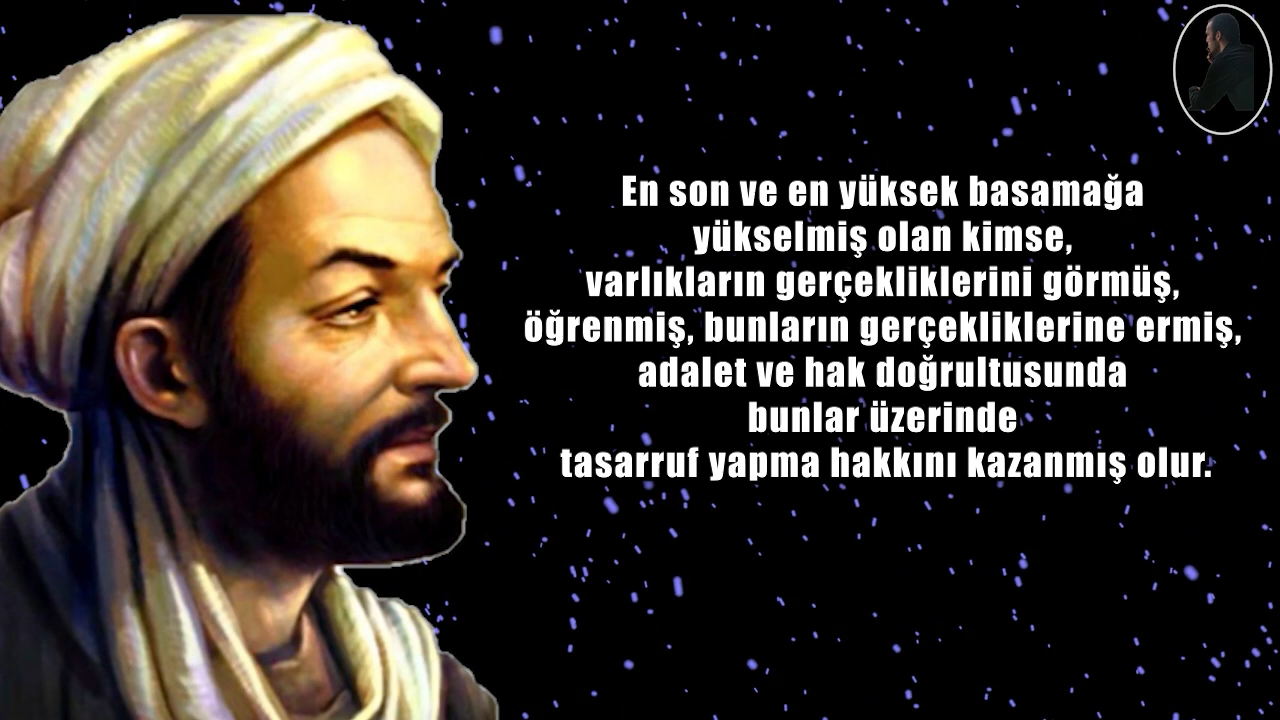 En son ve en yüksek basamağa
yükselmiş olan kimse,
varlıkların gerçekliklerini görmüş,
öğrenmiş, bunların gerçekliklerine ermiş,
adalet ve hak doğrultusunda
bunlar üzerinde
tasarruf yapma hakkını kazanmış olur.